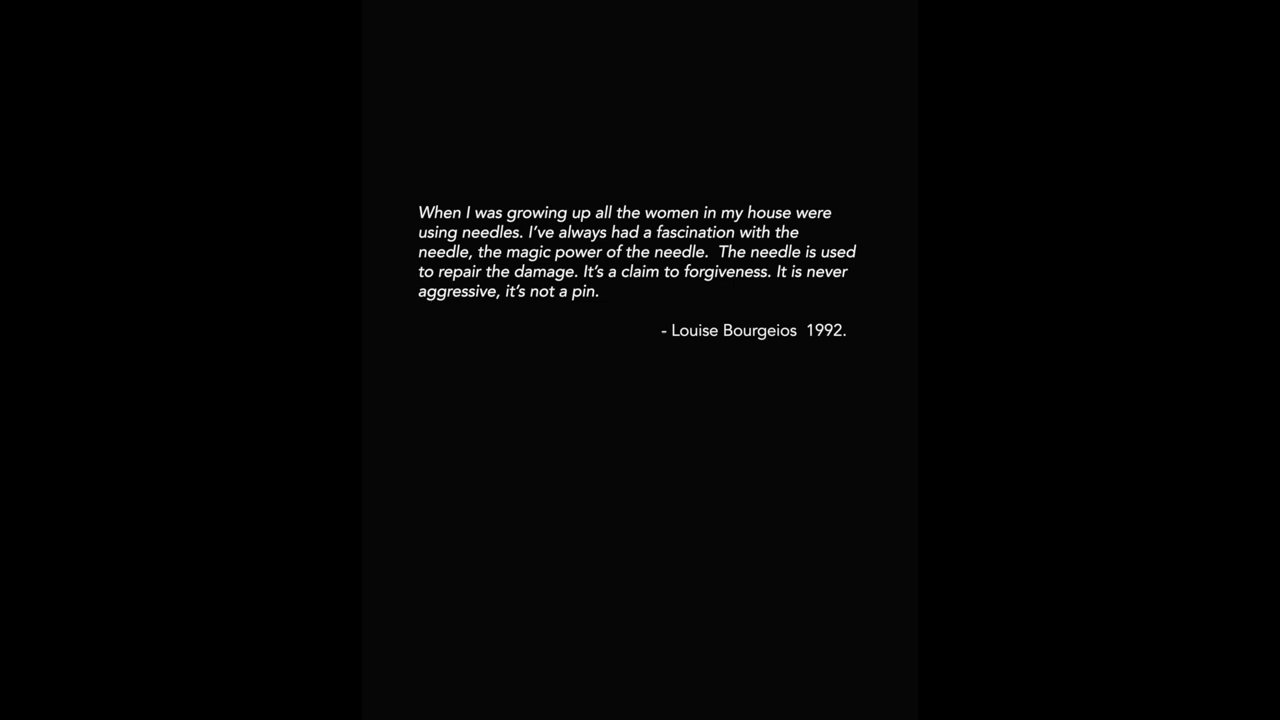 When I was growing up all the women in my house were
using needles. I’ve always had a fascination with the
needle, the magic power of the needle.  The needle is used
to repair the damage. It’s a claim to forgiveness. It is never
aggressive, it’s not a pin.
- Louise Bourgeios  1992.